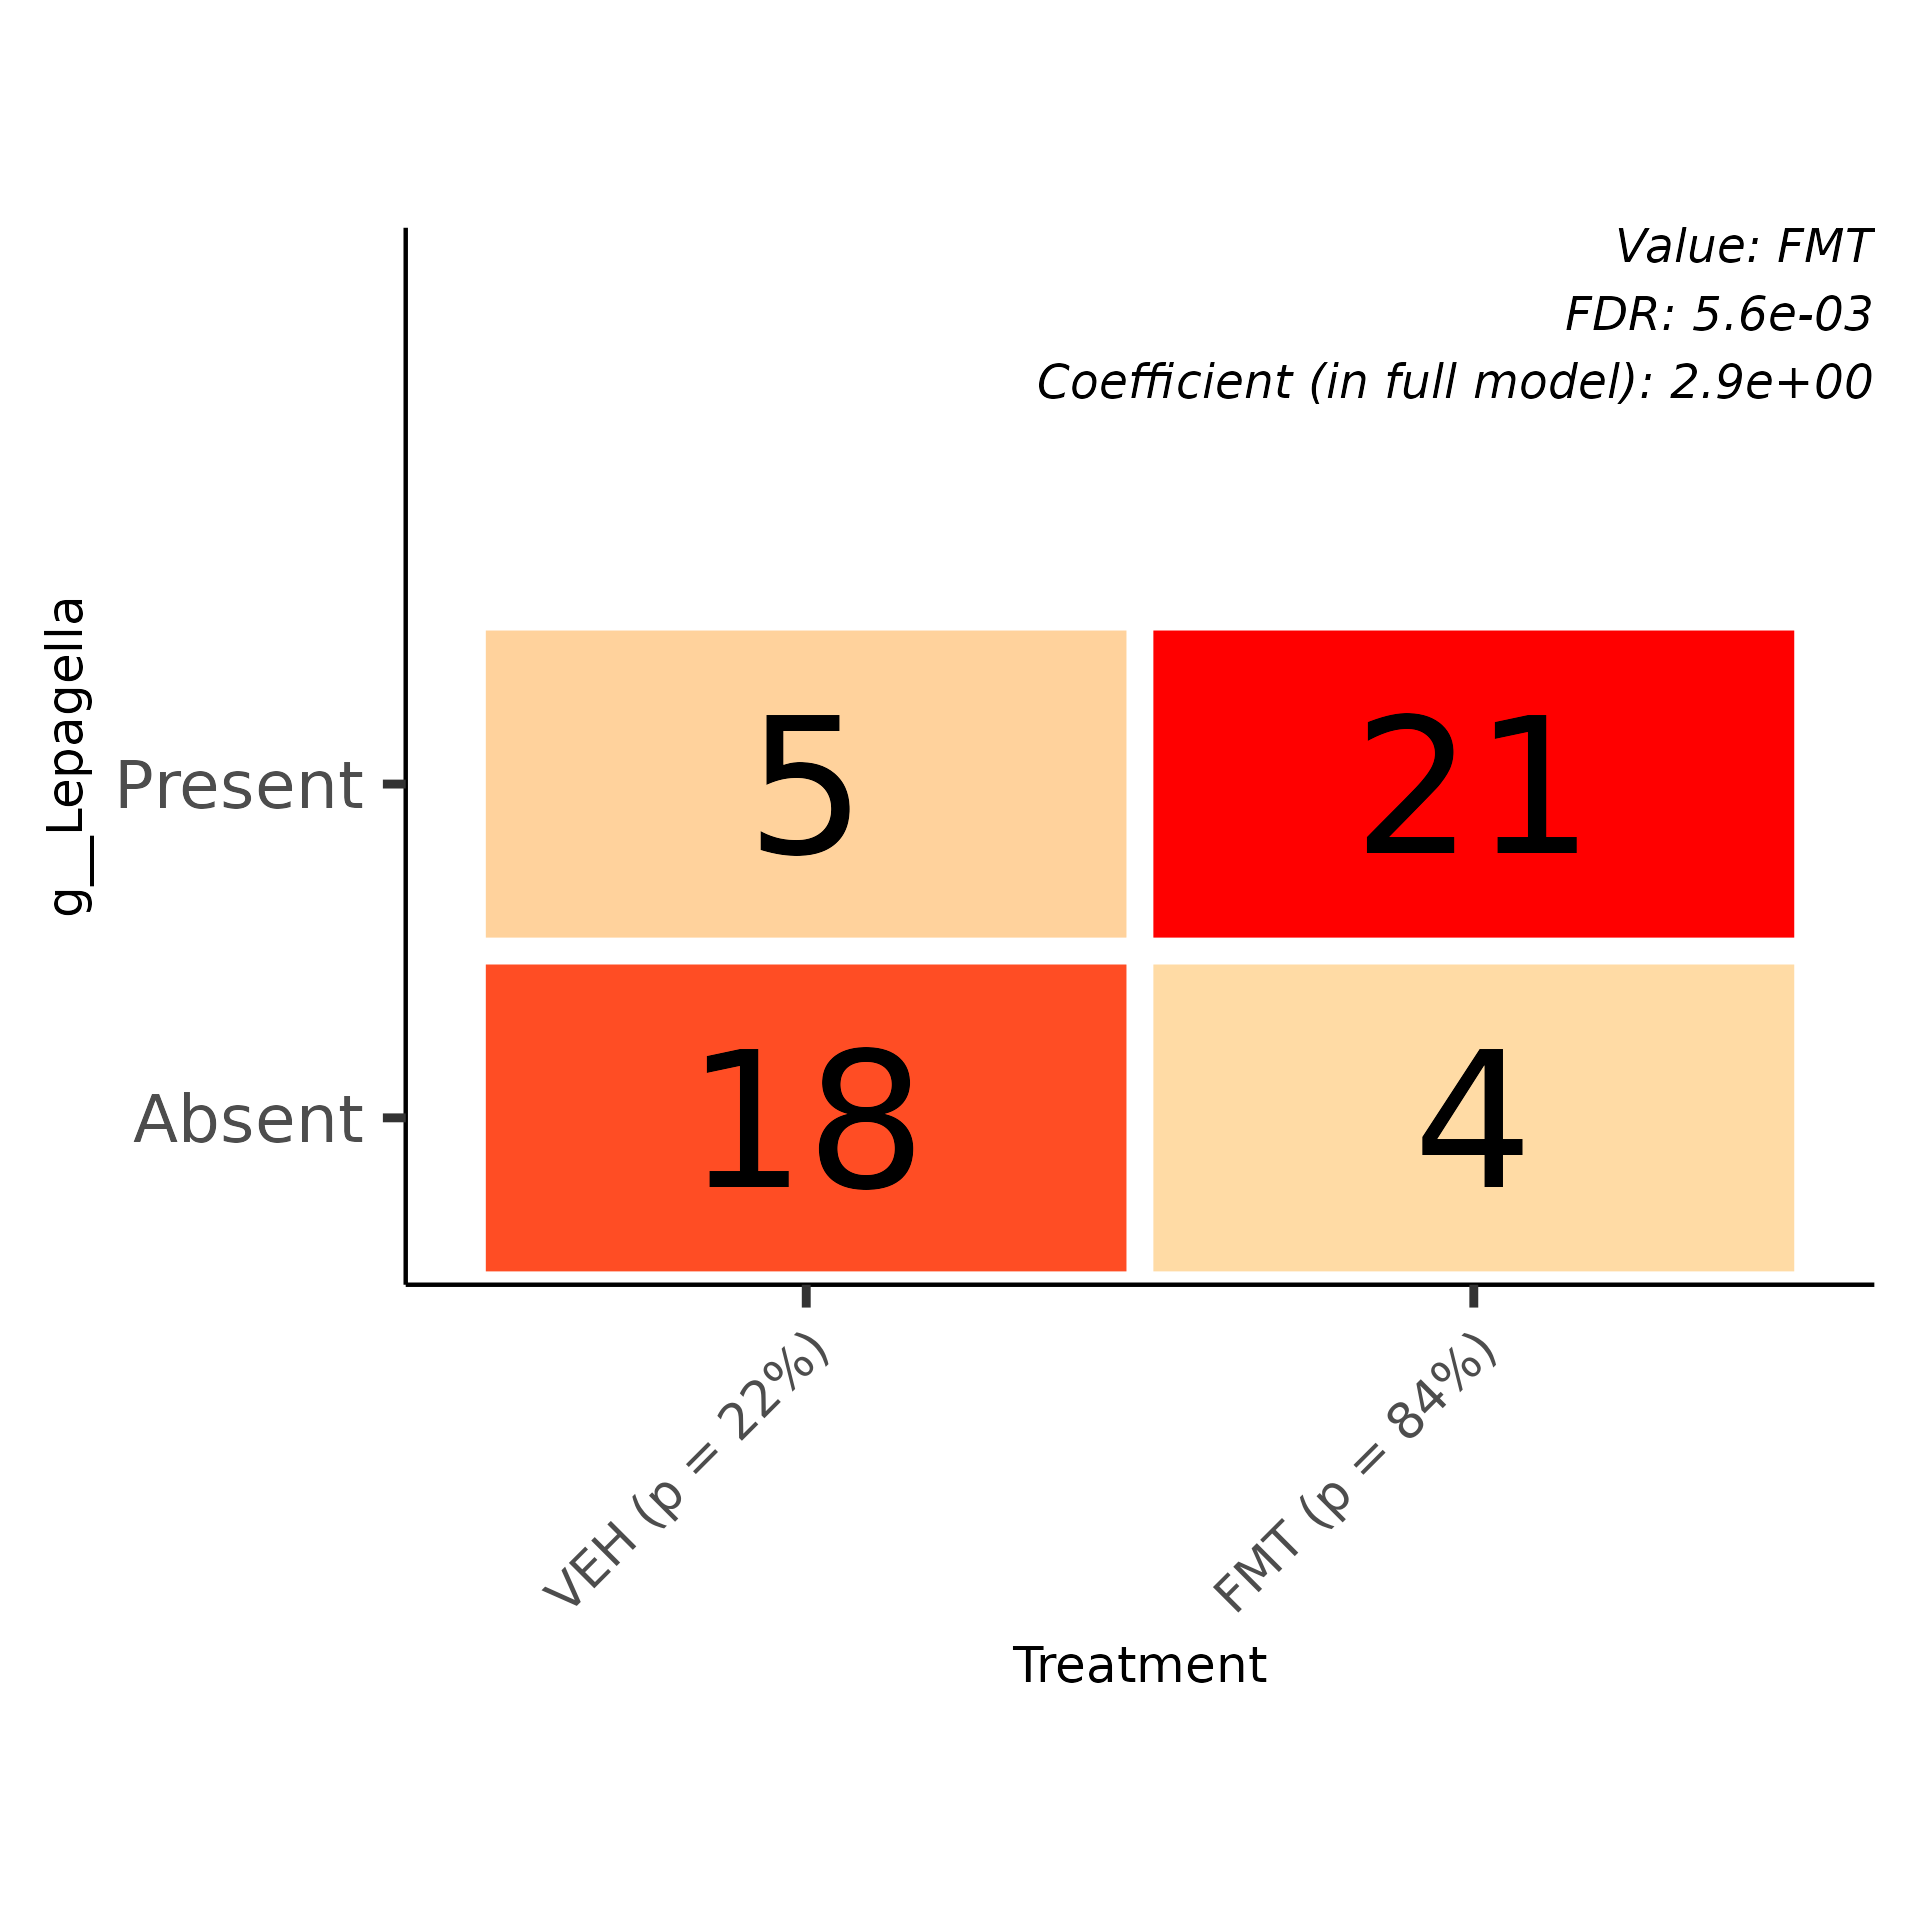 Value: FMT
FDR: 5.6e-03
Coefficient (in full model): 2.9e+00
g__Lepagella
Present
5
21
Absent
18
4
VEH (p = 22%)
FMT (p = 84%)
Treatment